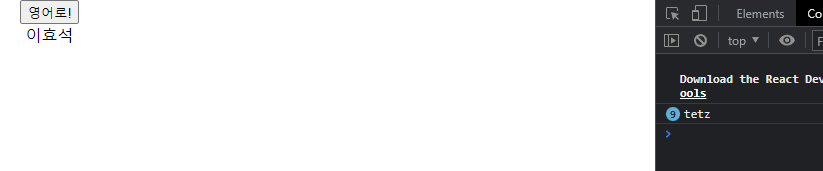 영어로!
이효석
Elements Co
top F
Download the React Dev
ools
9 tetz